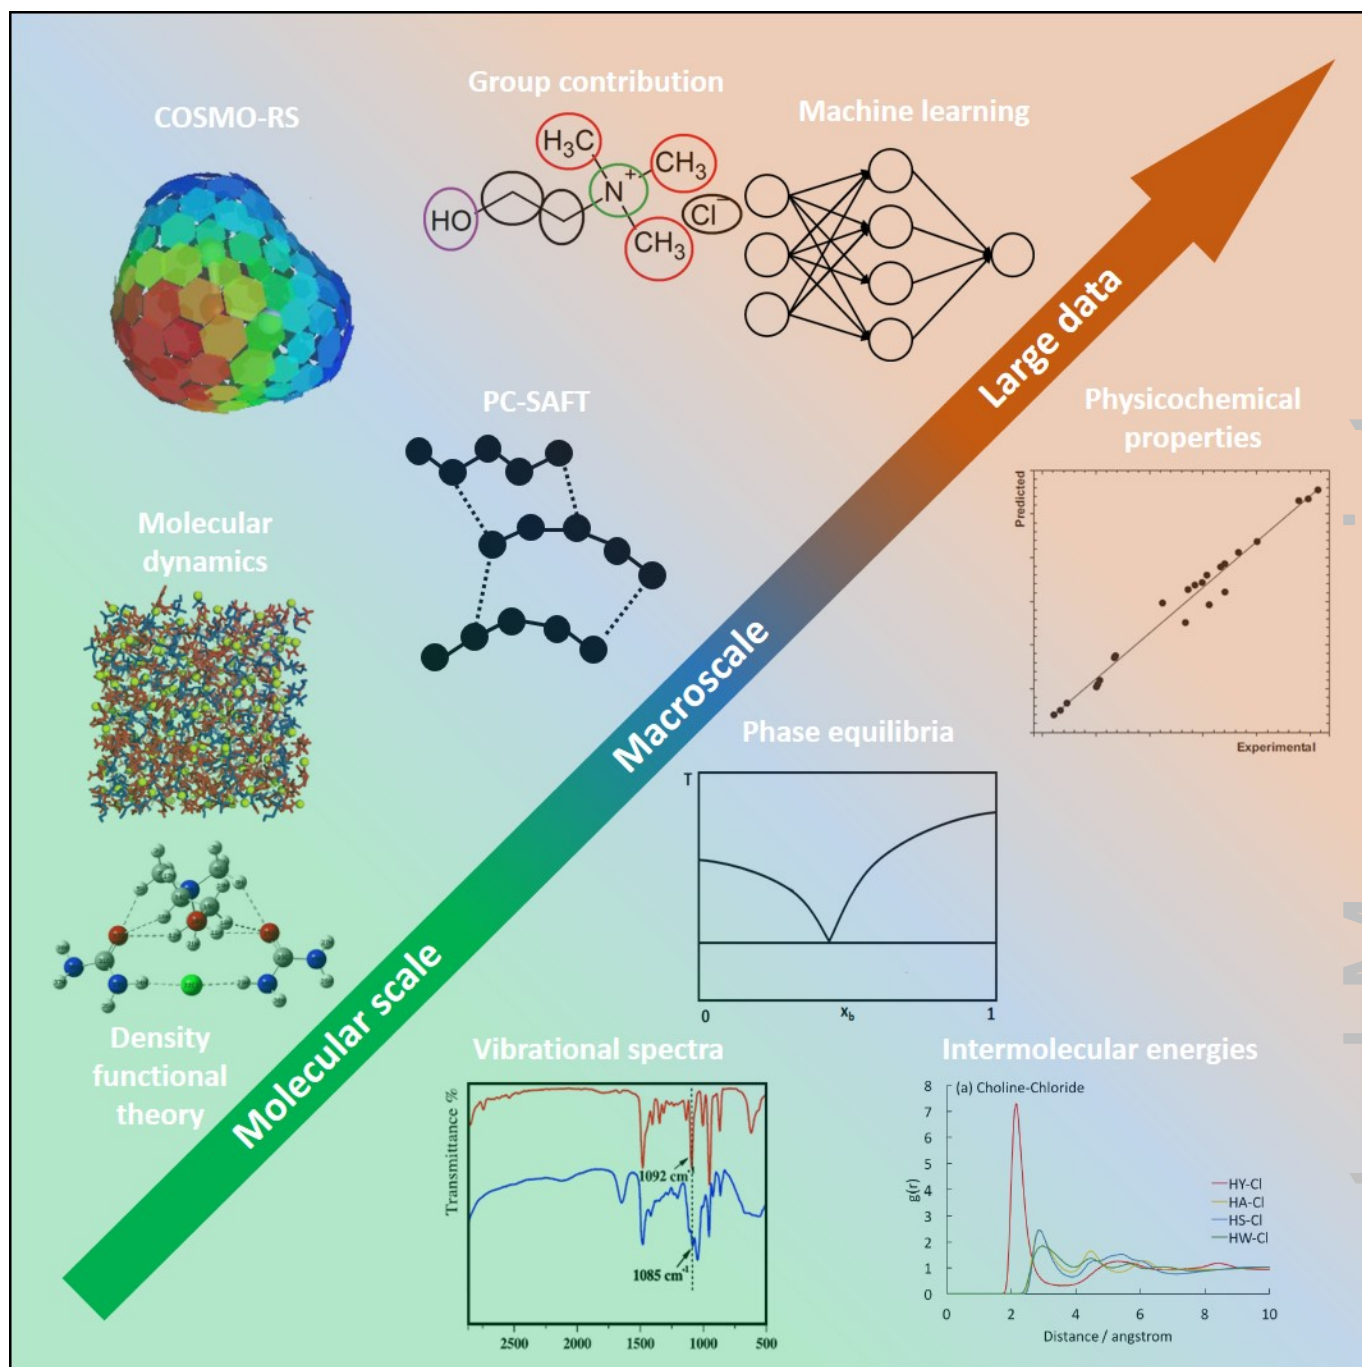 Group contribution
COSMO-RS
Machine learning
H₃C
CH₃
N⁺
HO
Cl⁻
CH₃
Large data
PC-SAFT
Physicochemical
properties
Predicted
Experimental
Molecular
dynamics
Macroscale
Phase equilibria
T
0
x_b
1
Density
functional
theory
Molecular scale
Vibrational spectra
Transmittance %
1092 cm⁻¹
1085 cm⁻¹
2500 2000 1500 1000 500
Intermolecular energies
(a) Choline-Chloride
8
7
6
5
4
3
2
1
0
g(r)
HY-Cl
HA-Cl
HS-Cl
HW-Cl
0 2 4 6 8 10
Distance / angstrom